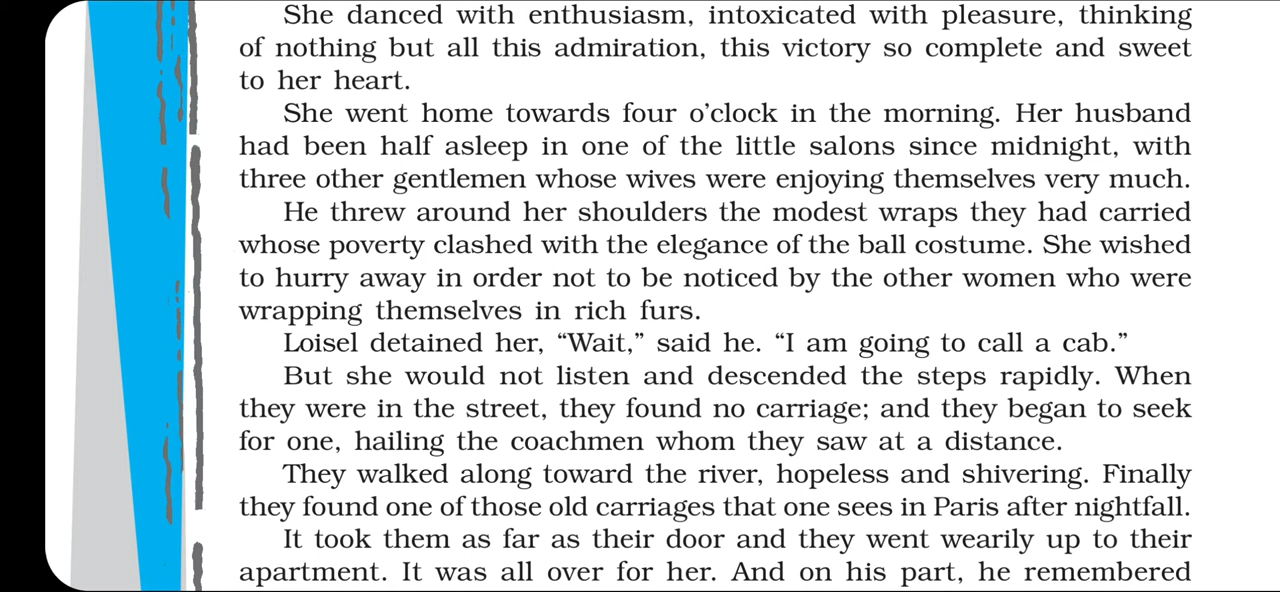 She danced with enthusiasm, intoxicated with pleasure, thinking
of nothing but all this admiration, this victory so complete and sweet
to her heart.
She went home towards four o’clock in the morning. Her husband
had been half asleep in one of the little salons since midnight, with
three other gentlemen whose wives were enjoying themselves very much.
He threw around her shoulders the modest wraps they had carried
whose poverty clashed with the elegance of the ball costume. She wished
to hurry away in order not to be noticed by the other women who were
wrapping themselves in rich furs.
Loisel detained her, “Wait,” said he. “I am going to call a cab.”
But she would not listen and descended the steps rapidly. When
they were in the street, they found no carriage; and they began to seek
for one, hailing the coachmen whom they saw at a distance.
They walked along toward the river, hopeless and shivering. Finally
they found one of those old carriages that one sees in Paris after nightfall.
It took them as far as their door and they went wearily up to their
apartment. It was all over for her. And on his part, he remembered